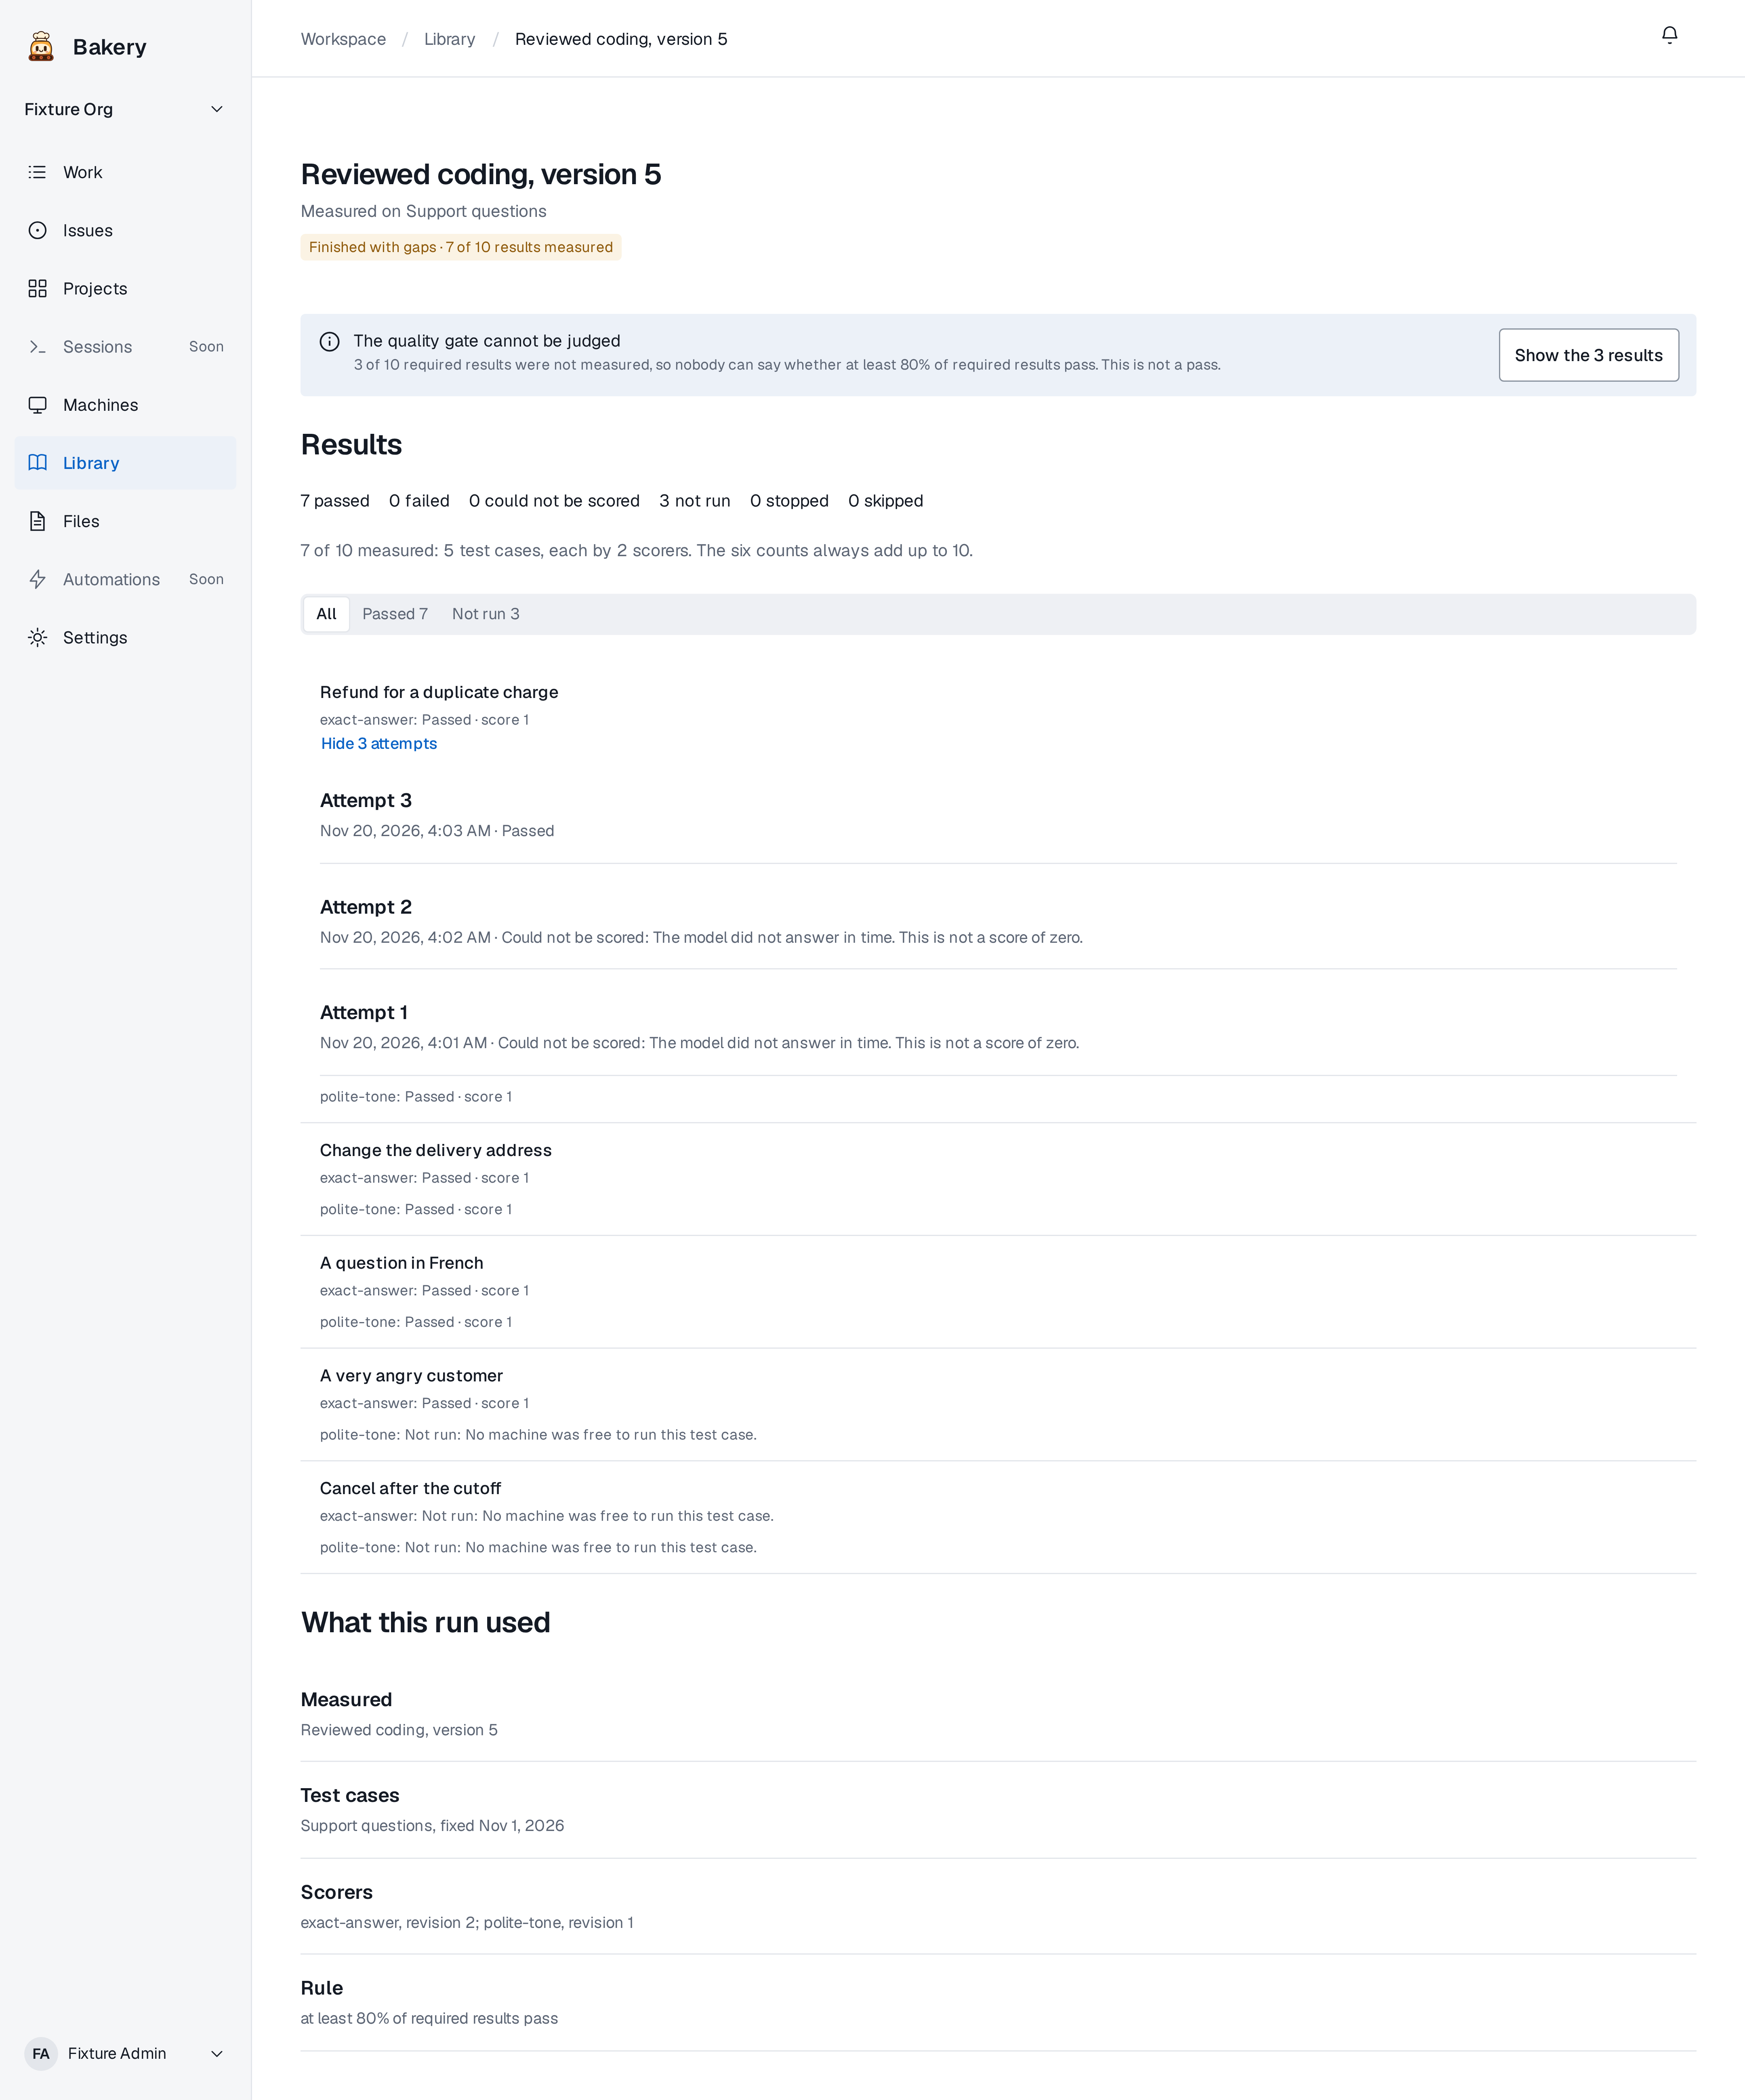 Bakery
Fixture Org
Work
Issues
Projects
Sessions Soon
Machines
Library
Files
Automations Soon
Settings
FA Fixture Admin
Workspace / Library / Reviewed coding, version 5
Reviewed coding, version 5
Measured on Support questions
Finished with gaps · 7 of 10 results measured
The quality gate cannot be judged
3 of 10 required results were not measured, so nobody can say whether at least 80% of required results pass. This is not a pass.
Show the 3 results
Results
7 passed 0 failed 0 could not be scored 3 not run 0 stopped 0 skipped
7 of 10 measured: 5 test cases, each by 2 scorers. The six counts always add up to 10.
All Passed 7 Not run 3
Refund for a duplicate charge
exact-answer: Passed · score 1
Hide 3 attempts
Attempt 3
Nov 20, 2026, 4:03 AM · Passed
Attempt 2
Nov 20, 2026, 4:02 AM · Could not be scored: The model did not answer in time. This is not a score of zero.
Attempt 1
Nov 20, 2026, 4:01 AM · Could not be scored: The model did not answer in time. This is not a score of zero.
polite-tone: Passed · score 1
Change the delivery address
exact-answer: Passed · score 1
polite-tone: Passed · score 1
A question in French
exact-answer: Passed · score 1
polite-tone: Passed · score 1
A very angry customer
exact-answer: Passed · score 1
polite-tone: Not run: No machine was free to run this test case.
Cancel after the cutoff
exact-answer: Not run: No machine was free to run this test case.
polite-tone: Not run: No machine was free to run this test case.
What this run used
Measured
Reviewed coding, version 5
Test cases
Support questions, fixed Nov 1, 2026
Scorers
exact-answer, revision 2; polite-tone, revision 1
Rule
at least 80% of required results pass